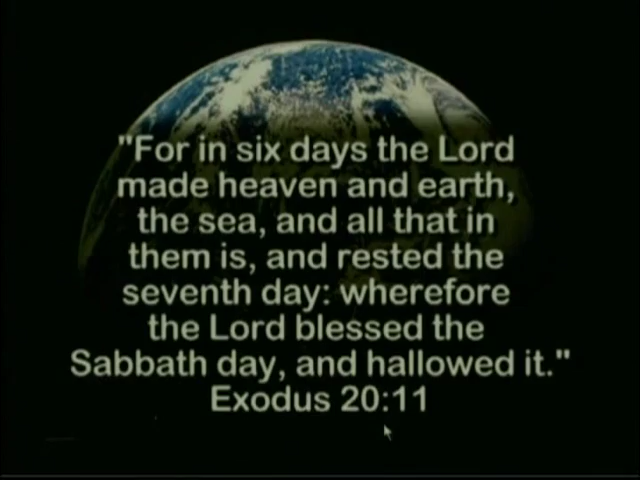 "For in six days the Lord
made heaven and earth,
the sea, and all that in
them is, and rested the
seventh day: wherefore
the Lord blessed the
Sabbath day, and hallowed it."
Exodus 20:11